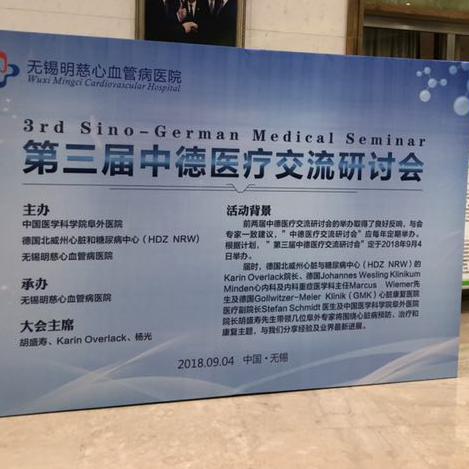 无锡明慈心血管病医院
Wuxi Mingci Cardiovascular Hospital
3rd Sino-German Medical Seminar
第三届中德医疗交流研讨会
主办
中国医学科学院阜外医院
德国北威州心脏和糖尿病中心（HDZ NRW）
无锡明慈心血管病医院
承办
无锡明慈心血管病医院
大会主席
胡盛寿、Karin Overlack、杨光
活动背景
前两届中德医疗交流研讨会的举办取得了良好反响，与会
专家一致建议，"中德医疗交流研讨会"应每年定期举办。
根据计划，"第三届中德医疗交流研讨会"定于2018年9月4
日举办。
届时，德国北威州心脏与糖尿病中心（HDZ NRW）的
Karin Overlack院长、德国Johannes Wesling Klinikum
Minden心内科及内科重症医学科主任Marcus Wiemer先
生及德国Gollwitzer-Meier Klinik（GMK）心脏康复医院
医疗副院长Stefan Schmidt医生及中国医学科学院阜外医院
院长胡盛寿先生带领几位阜外专家将围绕心脏病预防、治疗和
康复主题，与我们分享经验及业界最新进展。
2018.09.04 中国·无锡